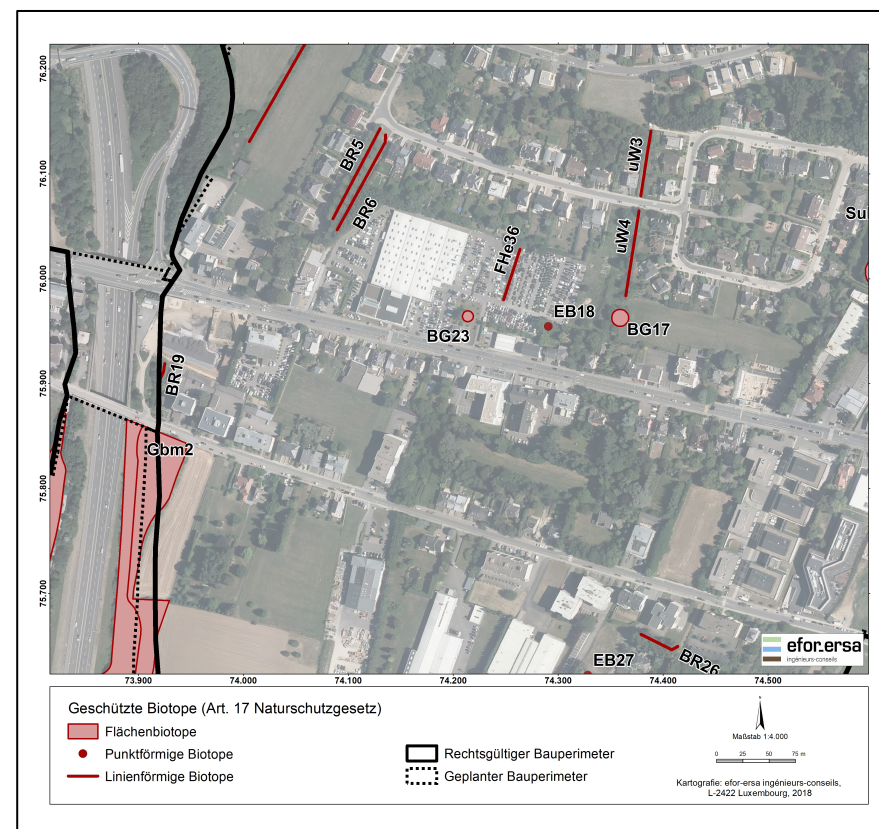 76.200
76.100
76.000
75.900
75.800
75.700
BR5
BR6
uW3
uW4
Su
FHe36
BG23
EB18
BG17
BR19
Gbm2
EB27
BR26
efor-ersa
ingénieurs-conseils
73.900
74.000
74.100
74.200
74.300
74.400
74.500
Geschützte Biotope (Art. 17 Naturschutzgesetz)
Flächenbiotope
Punktförmige Biotope
Linienförmige Biotope
Rechtsgültiger Bauperimeter
Geplanter Bauperimeter
N
Maßstab 1:4.000
0 25 50 75 m
Kartografie: efor-ersa ingénieurs-conseils,
L-2422 Luxembourg, 2018